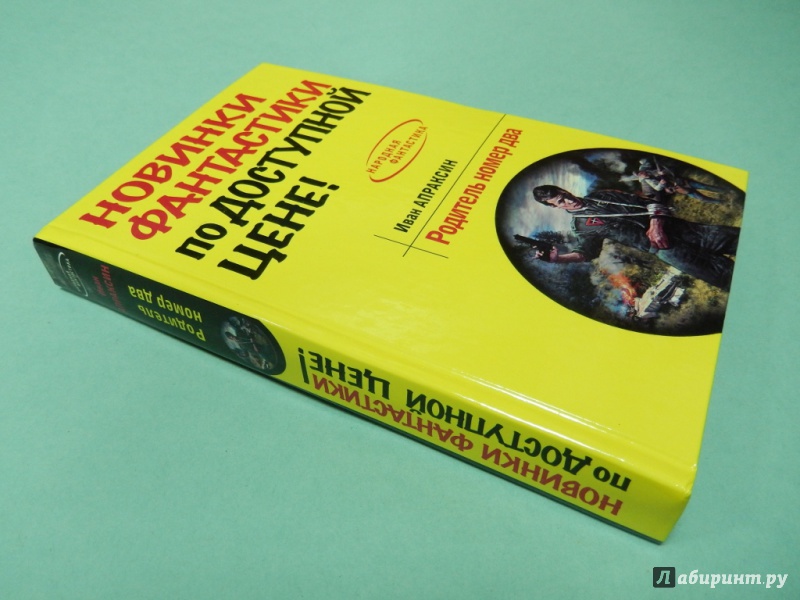 НОВИНКИ
ФАНТАСТИКИ
по ДОСТУПНОЙ
ЦЕНЕ!
НАРОДНАЯ
ФАНТАСТИКА
Иван АПРАКСИН
Родитель номер два
Родитель
номер два
НОВИНКИ ФАНТАСТИКИ
по ДОСТУПНОЙ ЦЕНЕ!
Лабиринт.ру